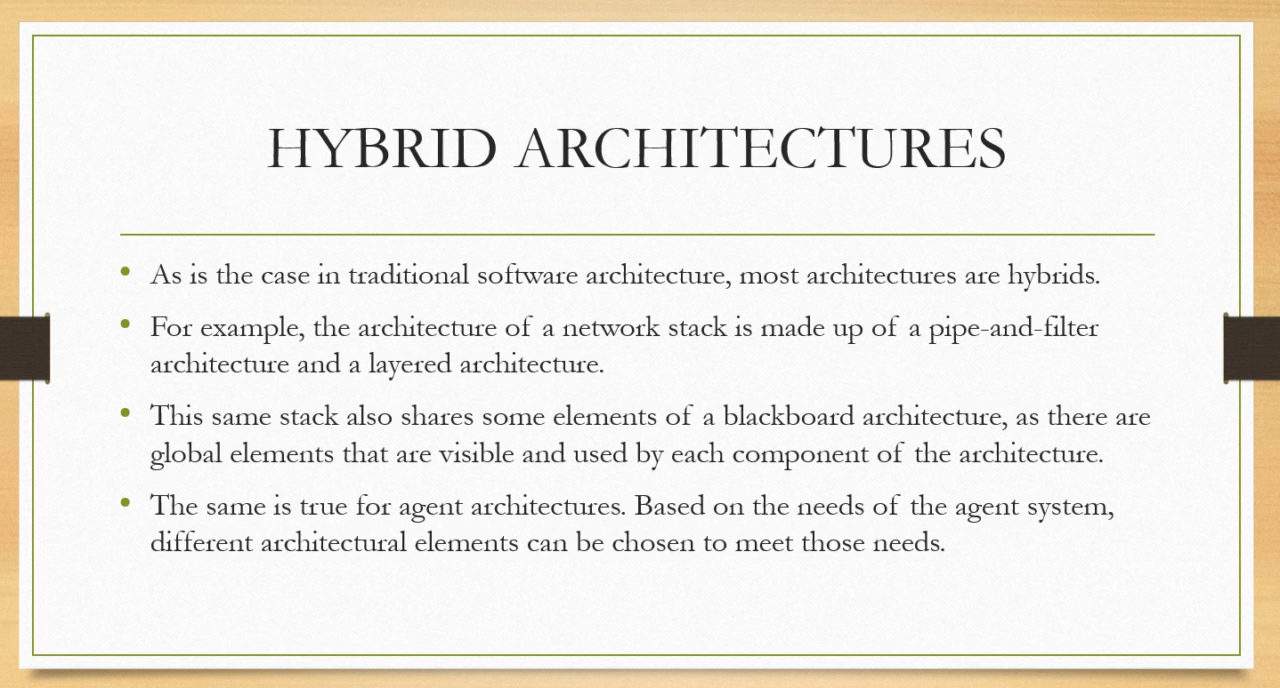 HYBRID ARCHITECTURES
• As is the case in traditional software architecture, most architectures are hybrids.
• For example, the architecture of a network stack is made up of a pipe-and-filter
architecture and a layered architecture.
• This same stack also shares some elements of a blackboard architecture, as there are
global elements that are visible and used by each component of the architecture.
• The same is true for agent architectures. Based on the needs of the agent system,
different architectural elements can be chosen to meet those needs.